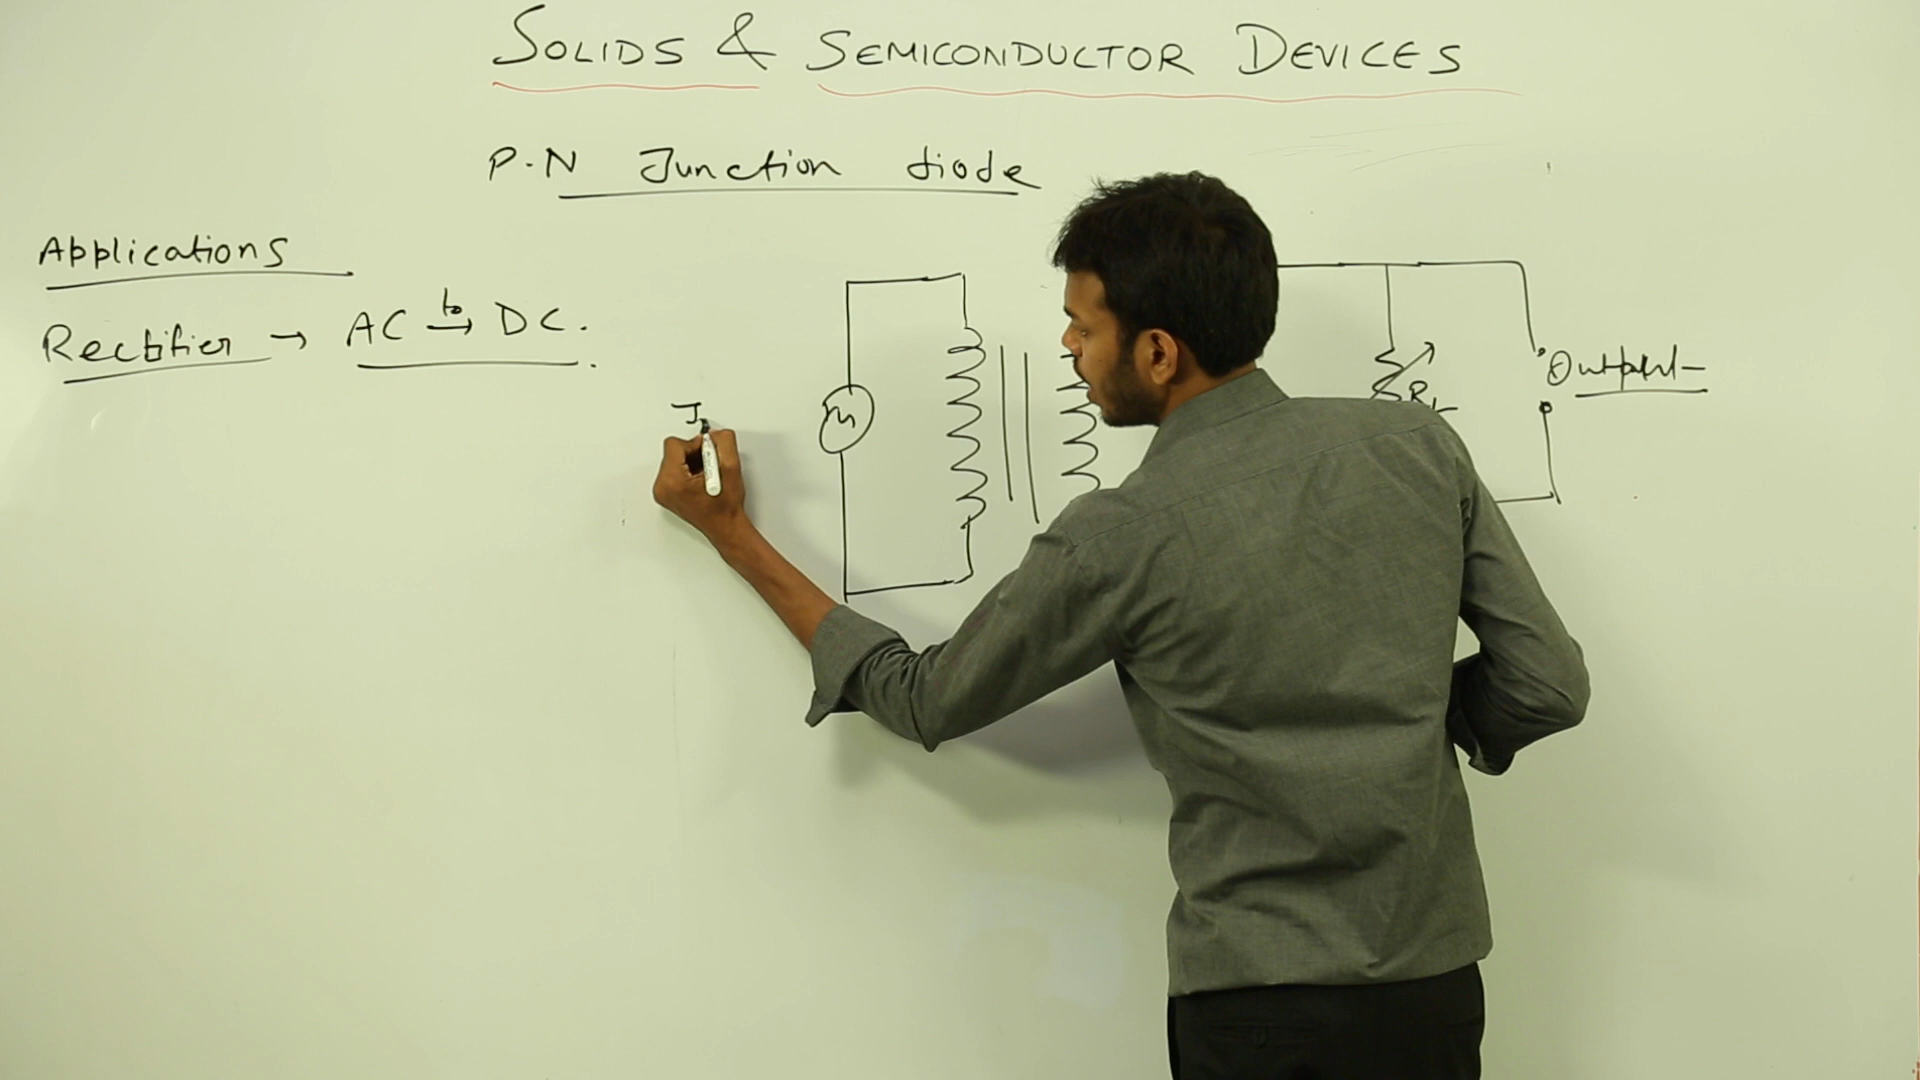 SOLIDS & SEMICONDUCTOR DEVICES
P-N Junction diode
Applications
Rectifier → AC to→ DC.
RL
Output